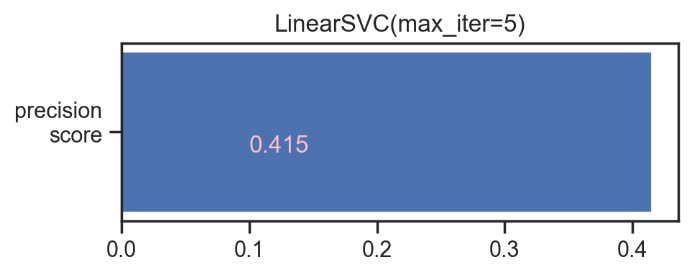 LinearSVC(max_iter=5)
precision
score
0.415
0.0 0.1 0.2 0.3 0.4